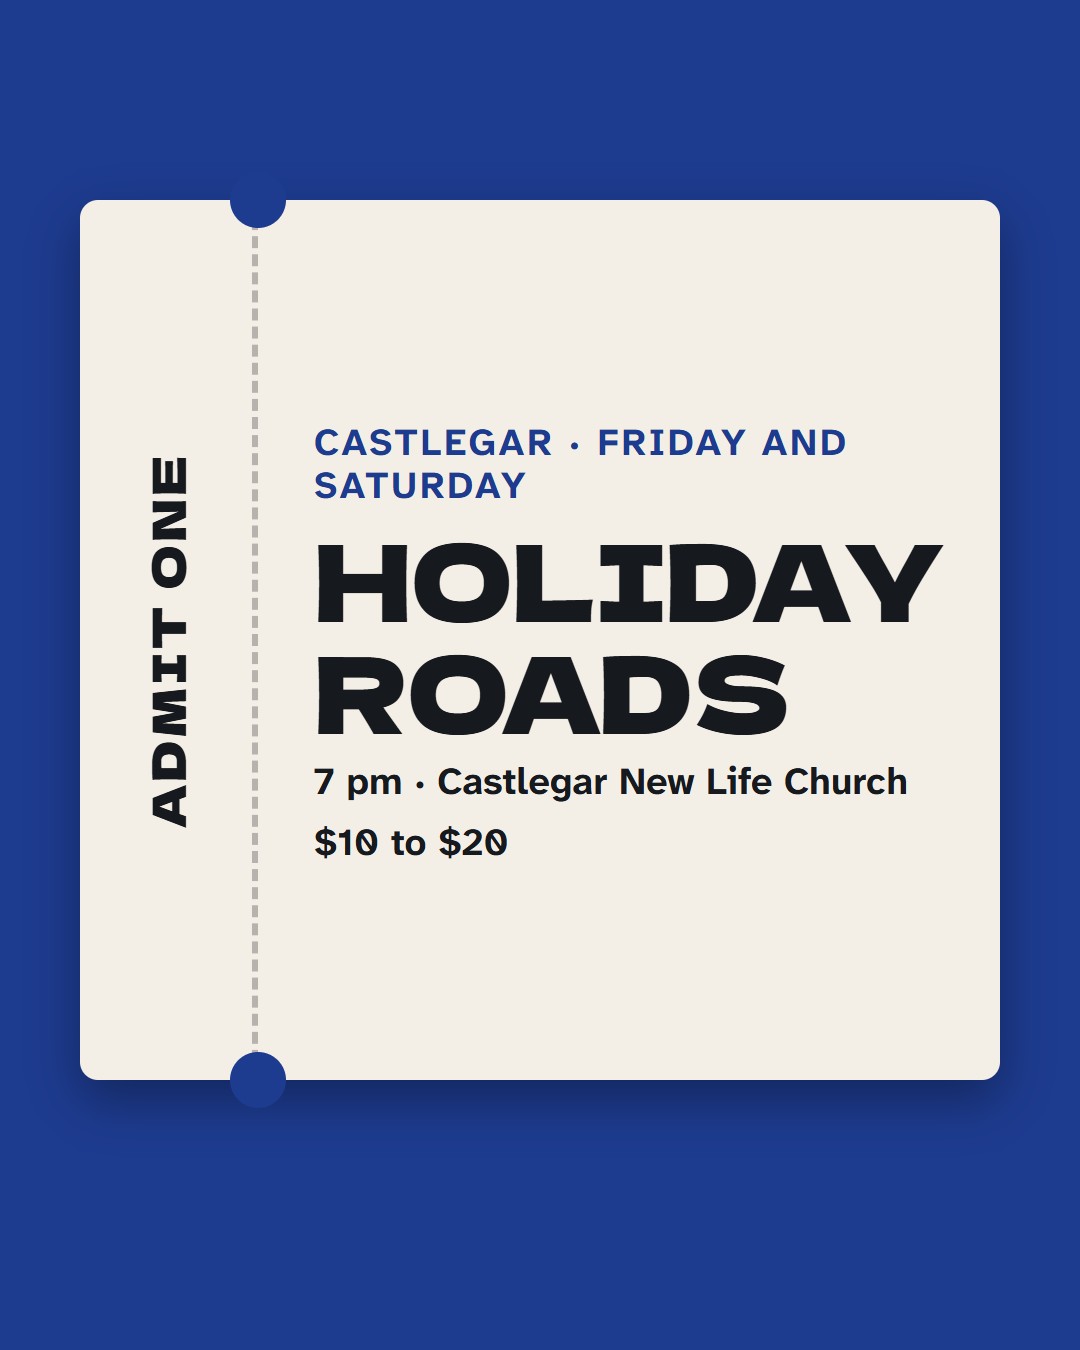 ADMIT ONE
CASTLEGAR · FRIDAY AND
SATURDAY
HOLIDAY
ROADS
7 pm · Castlegar New Life Church
$10 to $20